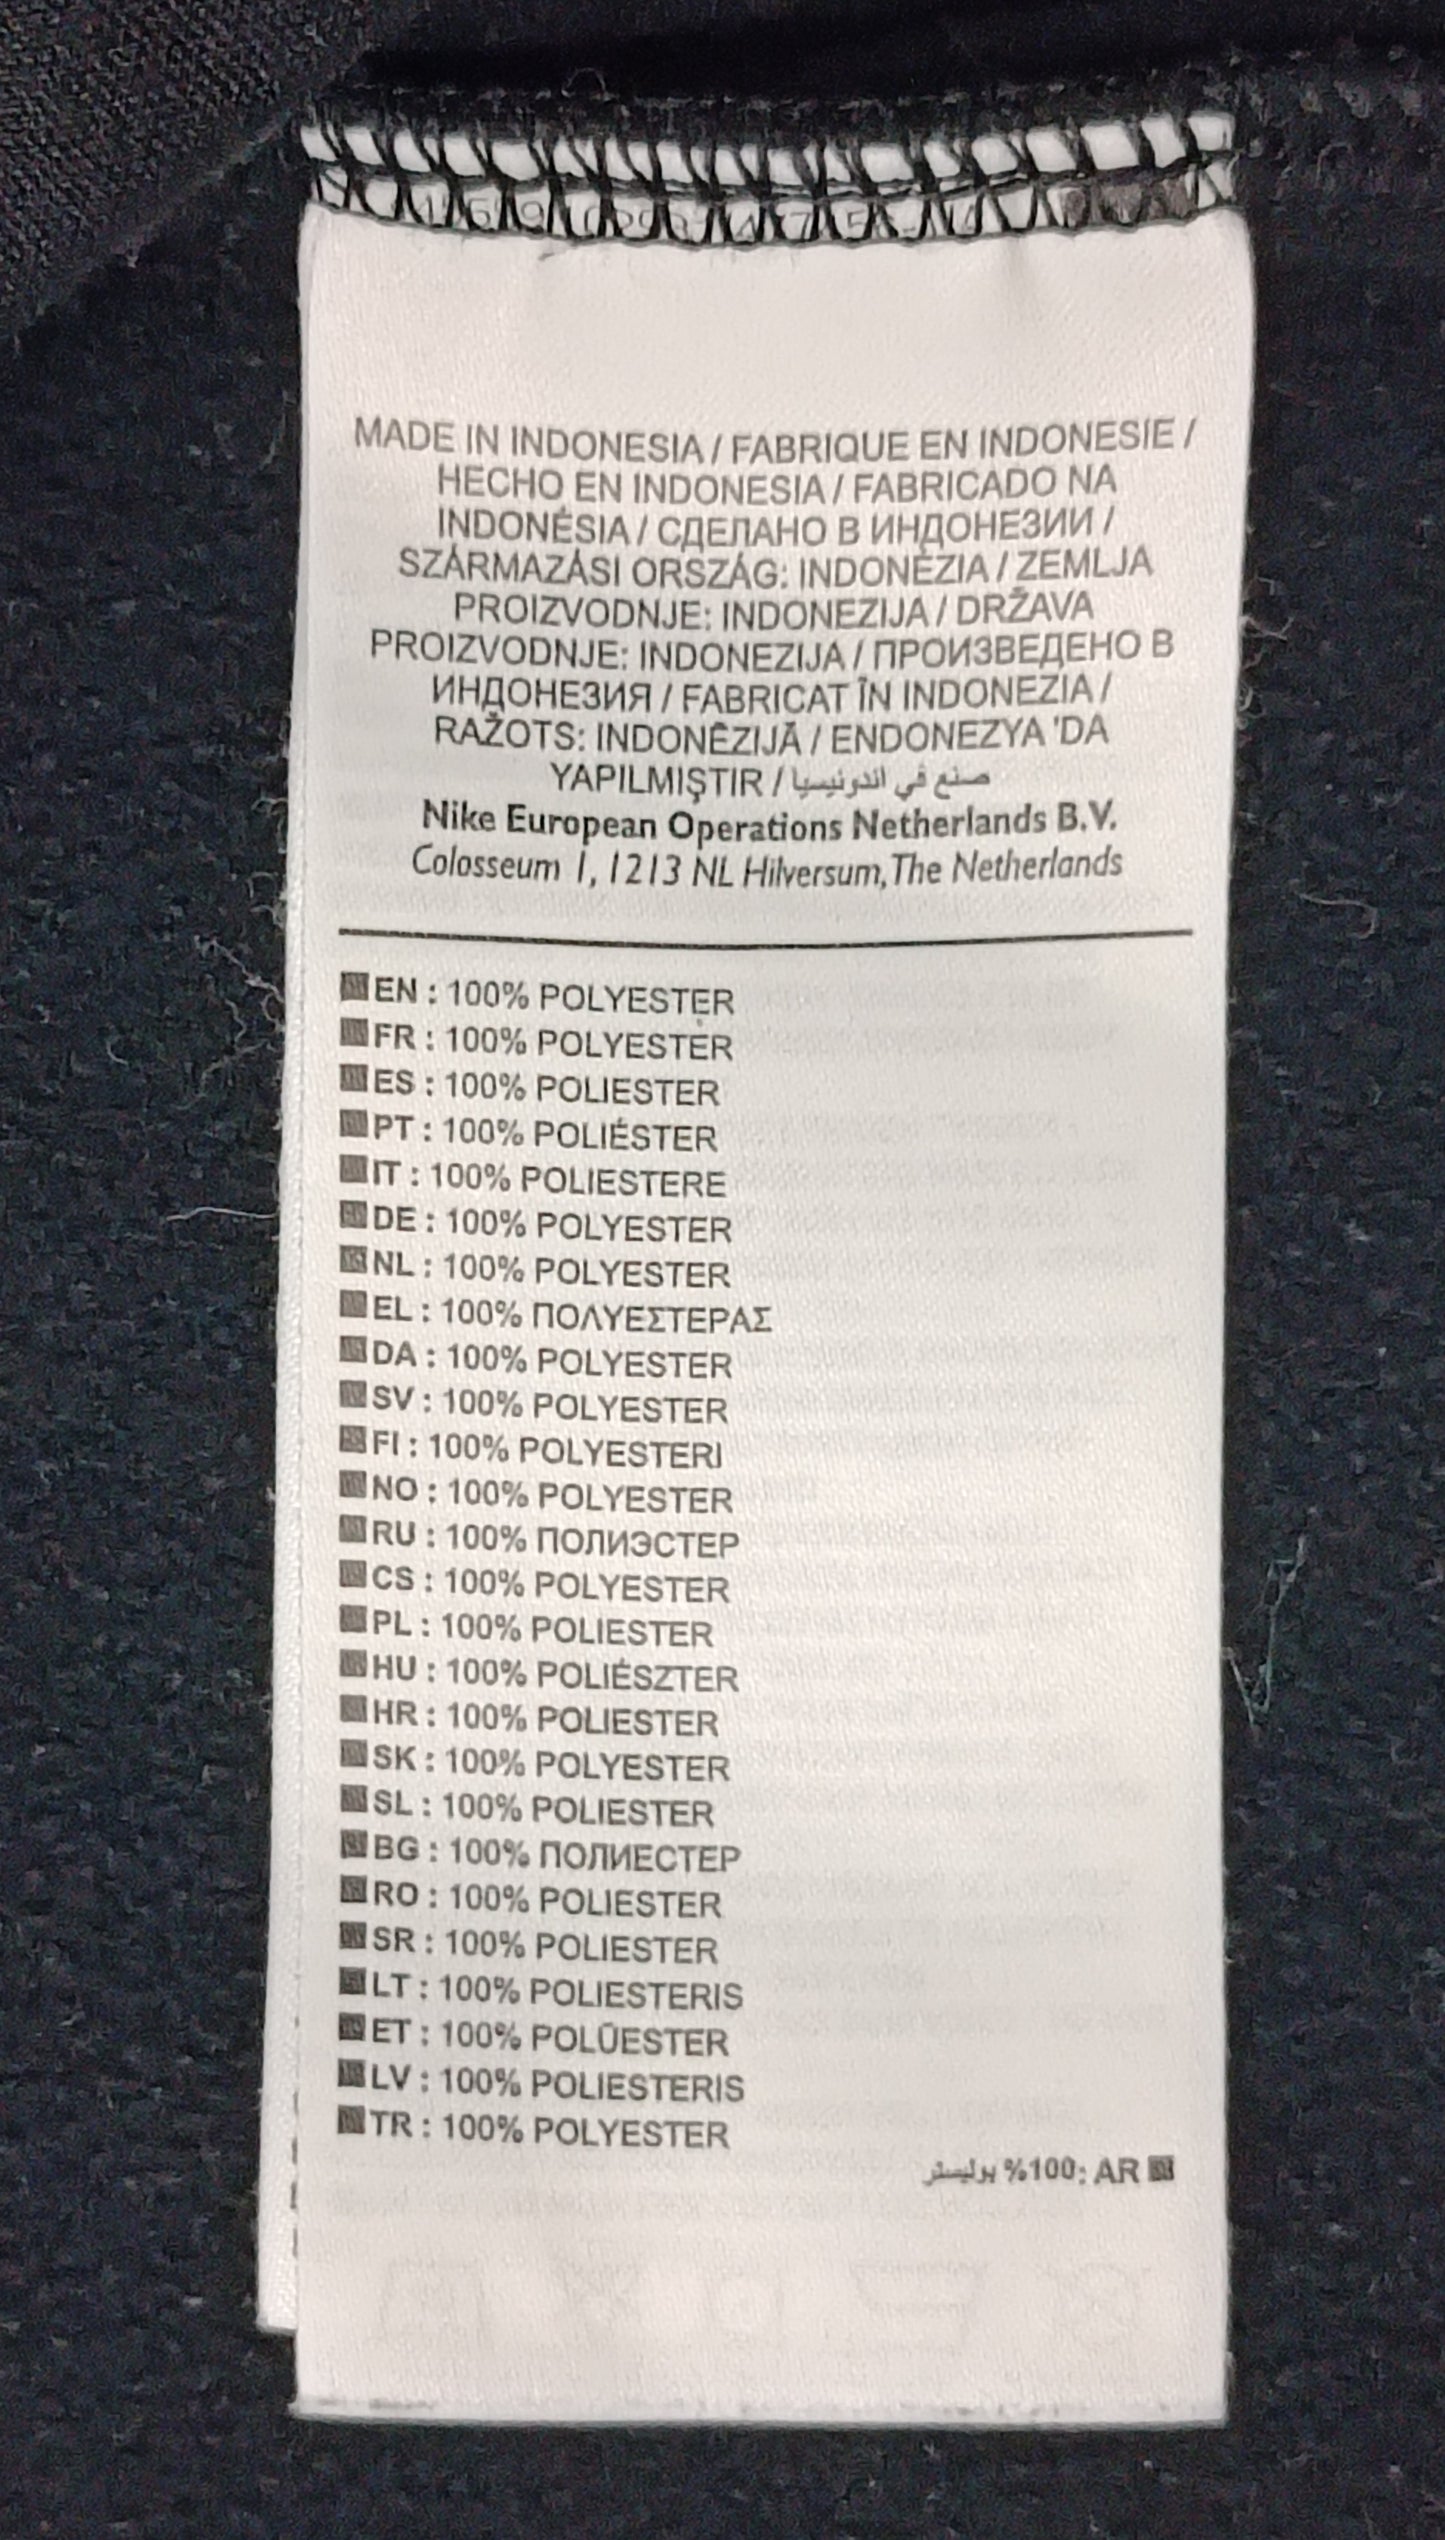 MADE IN INDONESIA / FABRIQUE EN INDONESIE /
HECHO EN INDONESIA / FABRICADO NA
INDONÉSIA / СДЕЛАНО В ИНДОНЕЗИИ /
SZÁRMAZÁSI ORSZÁG: INDONÉZIA / ZEMLJA
PROIZVODNJE: INDONEZIJA / DRŽAVA
PROIZVODNJE: INDONEZIJA / ПРОИЗВЕДЕНО В
ИНДОНЕЗИЯ / FABRICAT ÎN INDONEZIA /
RAŽOTS: INDONĒZIJĀ / ENDONEZYA 'DA
YAPILMIŞTIR / صنع في اندونيسيا
Nike European Operations Netherlands B.V.
Colosseum 1, 1213 NL Hilversum, The Netherlands
EN : 100% POLYESTER
FR : 100% POLYESTER
ES : 100% POLIESTER
PT : 100% POLIÉSTER
IT : 100% POLIESTERE
DE : 100% POLYESTER
NL : 100% POLYESTER
EL : 100% ΠΟΛΥΕΣΤΕΡΑΣ
DA : 100% POLYESTER
SV : 100% POLYESTER
FI : 100% POLYESTERI
NO : 100% POLYESTER
RU : 100% ПОЛИЭСТЕР
CS : 100% POLYESTER
PL : 100% POLIESTER
HU : 100% POLIÉSZTER
HR : 100% POLIESTER
SK : 100% POLYESTER
SL : 100% POLIESTER
BG : 100% ПОЛИЕСТЕР
RO : 100% POLIESTER
SR : 100% POLIESTER
LT : 100% POLIESTERIS
ET : 100% POLÜESTER
LV : 100% POLIESTERIS
TR : 100% POLYESTER
AR :100% بوليستر